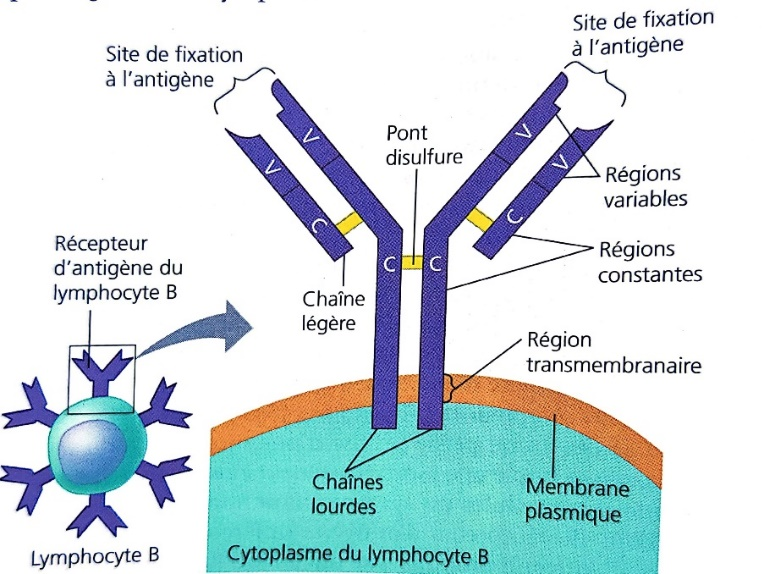 Site de fixation
à l'antigène
Site de fixation
à l'antigène
Pont
disulfure
V
V
V
V
C
C
C
C
Régions
variables
Régions
constantes
Récepteur
d'antigène du
lymphocyte B
Chaîne
légère
Région
transmembranaire
Chaînes
lourdes
Membrane
plasmique
Lymphocyte B
Cytoplasme du lymphocyte B